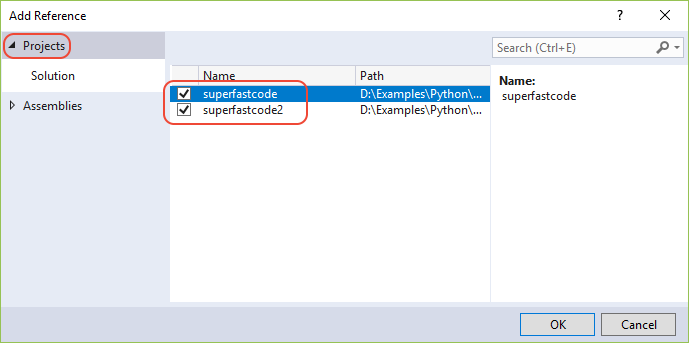 Add Reference
Projects
Solution
Assemblies
Name Path
superfastcode D:\Examples\Python\...
superfastcode2 D:\Examples\Python\...
Search (Ctrl+E)
Name:
superfastcode
OK Cancel